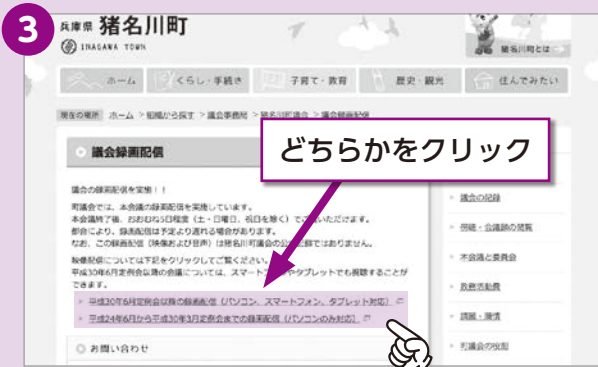 3
兵庫県 猪名川町
INAGAWA TOWN
猪名川町とは
ホーム
くらし・手続き
子育て・教育
歴史・観光
住んでみたい
現在の場所 ホーム > 組織から探す > 議会事務局 > 猪名川町議会 > 議会録画配信
どちらかをクリック
議会録画配信
議会の録画配信を実施!!
町議会では、本会議の録画配信を実施しています。
本会議終了後、おおむね5日程度(土・日曜日、祝日を除く)でご覧いただけます。
都合により、録画配信は予定より遅れる場合があります。
なお、この録画配信(映像および音声)は猪名川町議会の公式記録ではありません。
映像配信については下記をクリックしてご覧ください。
平成30年6月定例会以降の会議については、スマートフォンやタブレットでも視聴することが
できます。
平成30年6月定例会以降の録画配信(パソコン、スマートフォン、タブレット対応)
平成24年6月から平成30年3月定例会までの録画配信(パソコンのみ対応)
お問い合わせ
議会の記録
傍聴・会議録の閲覧
本会議と委員会
政務活動費
請願・陳情
町議会の役割